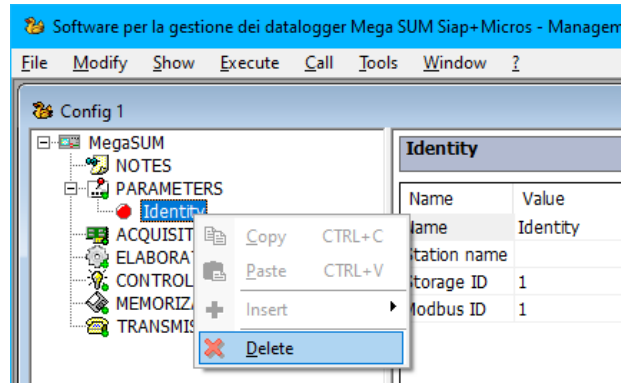 Software per la gestione dei datalogger Mega SUM Siap+Micros - Managem
File Modify Show Execute Call Tools Window ?
Config 1
MegaSUM
NOTES
PARAMETERS
Identity
ACQUISIT
ELABORA
CONTROL
MEMORIZ
TRANSMIS
Copy CTRL+C
Paste CTRL+V
Insert
Delete
Identity
Name Value
Name Identity
Station name
Storage ID 1
Modbus ID 1